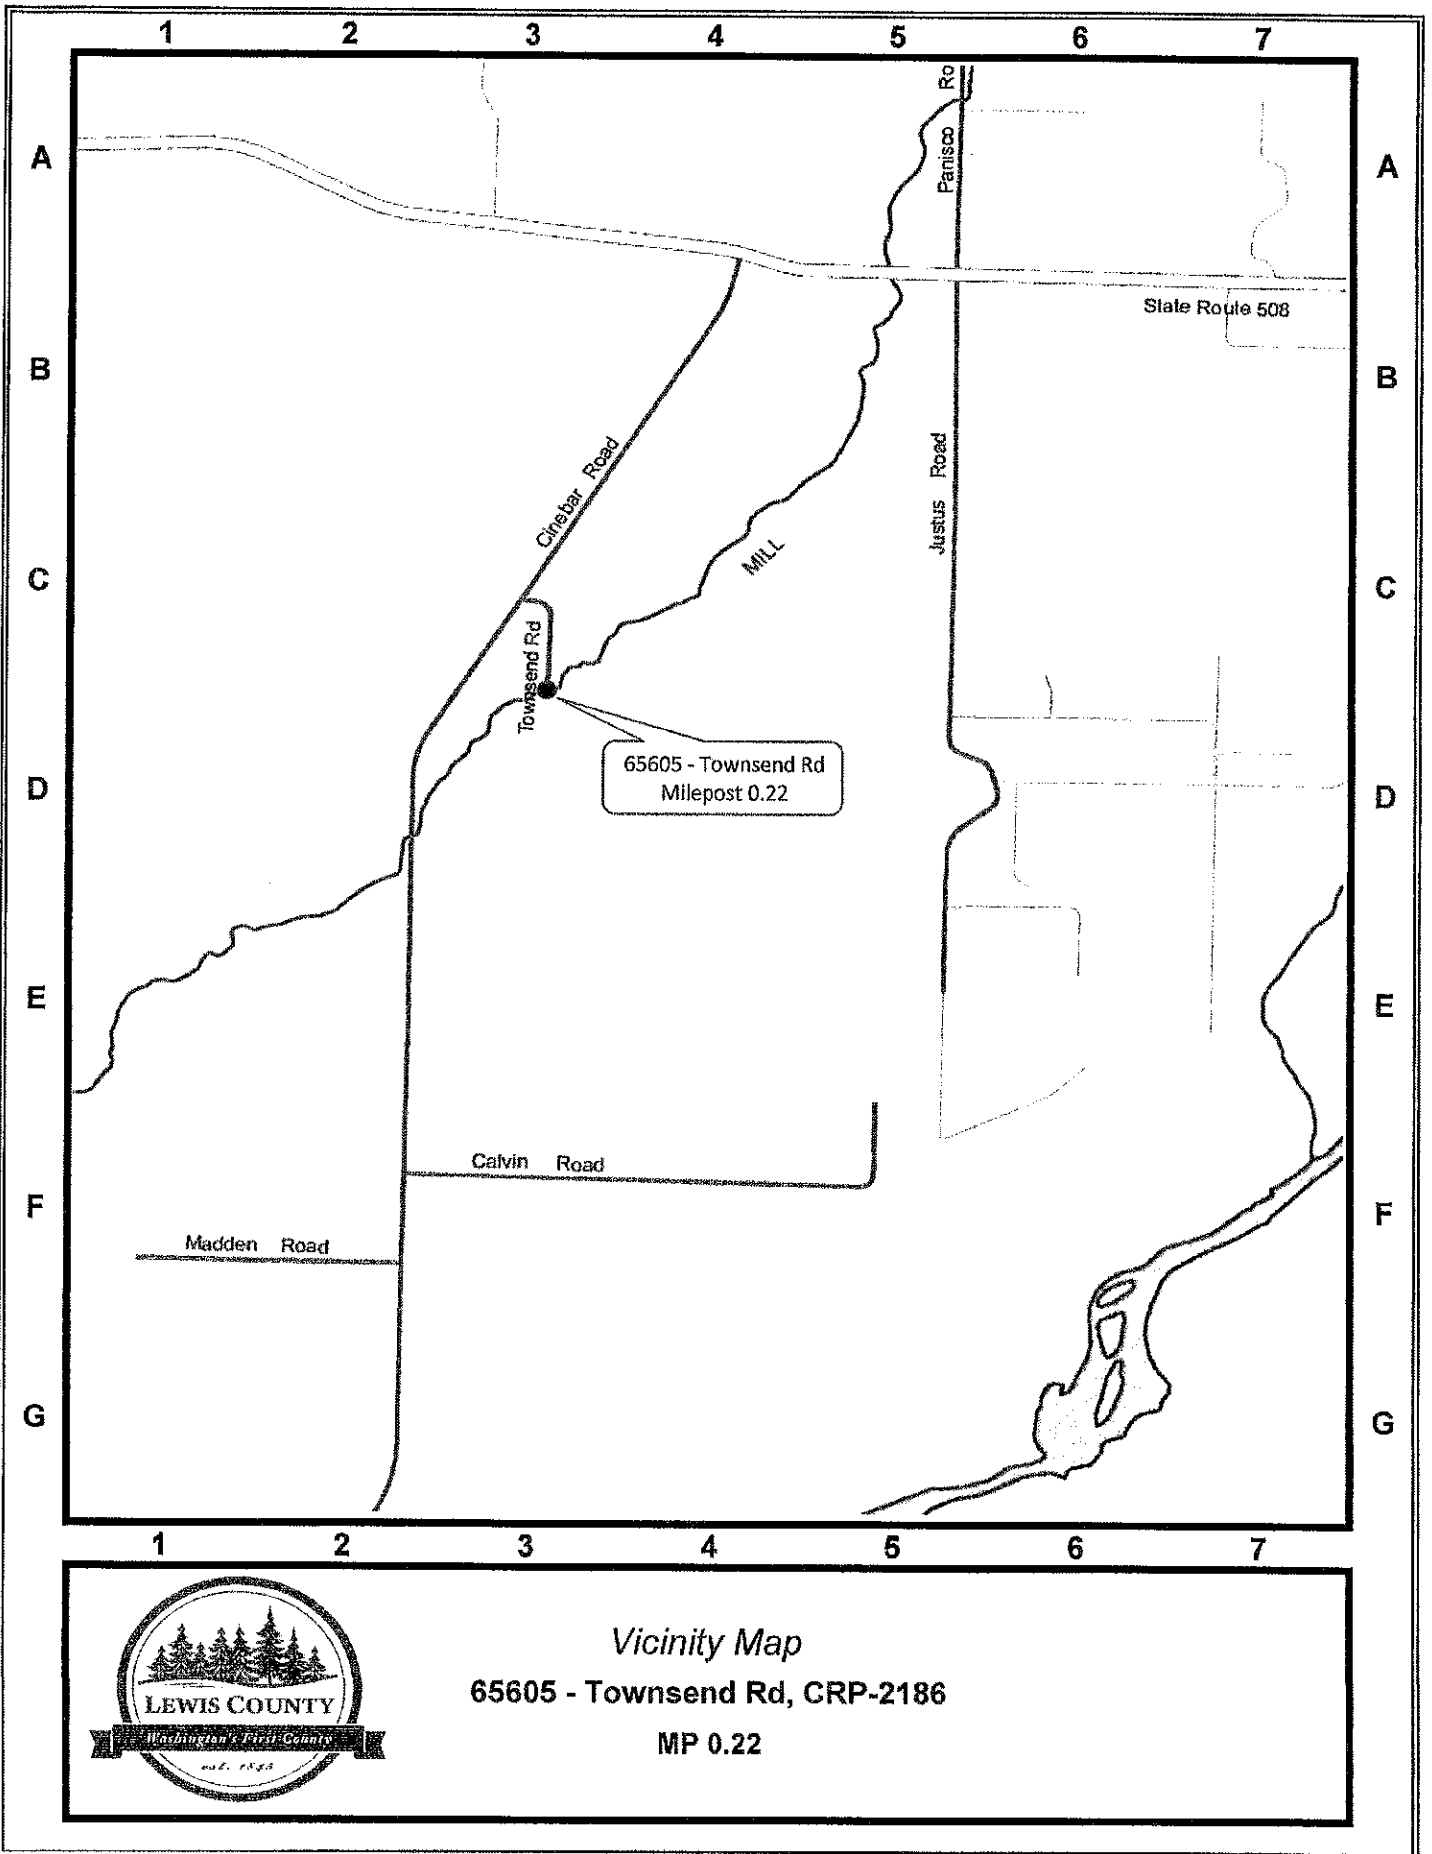 1 2 3 4 5 6 7
A A
Panisco Ro
State Route 508
B B
Cinebar Road
Justus Road
MILL
C C
Townsend Rd
65605 - Townsend Rd
Milepost 0.22
D D
E E
Calvin Road
F F
Madden Road
G G
1 2 3 4 5 6 7
LEWIS COUNTY
Washington's First County
est. 1845
Vicinity Map
65605 - Townsend Rd, CRP-2186
MP 0.22